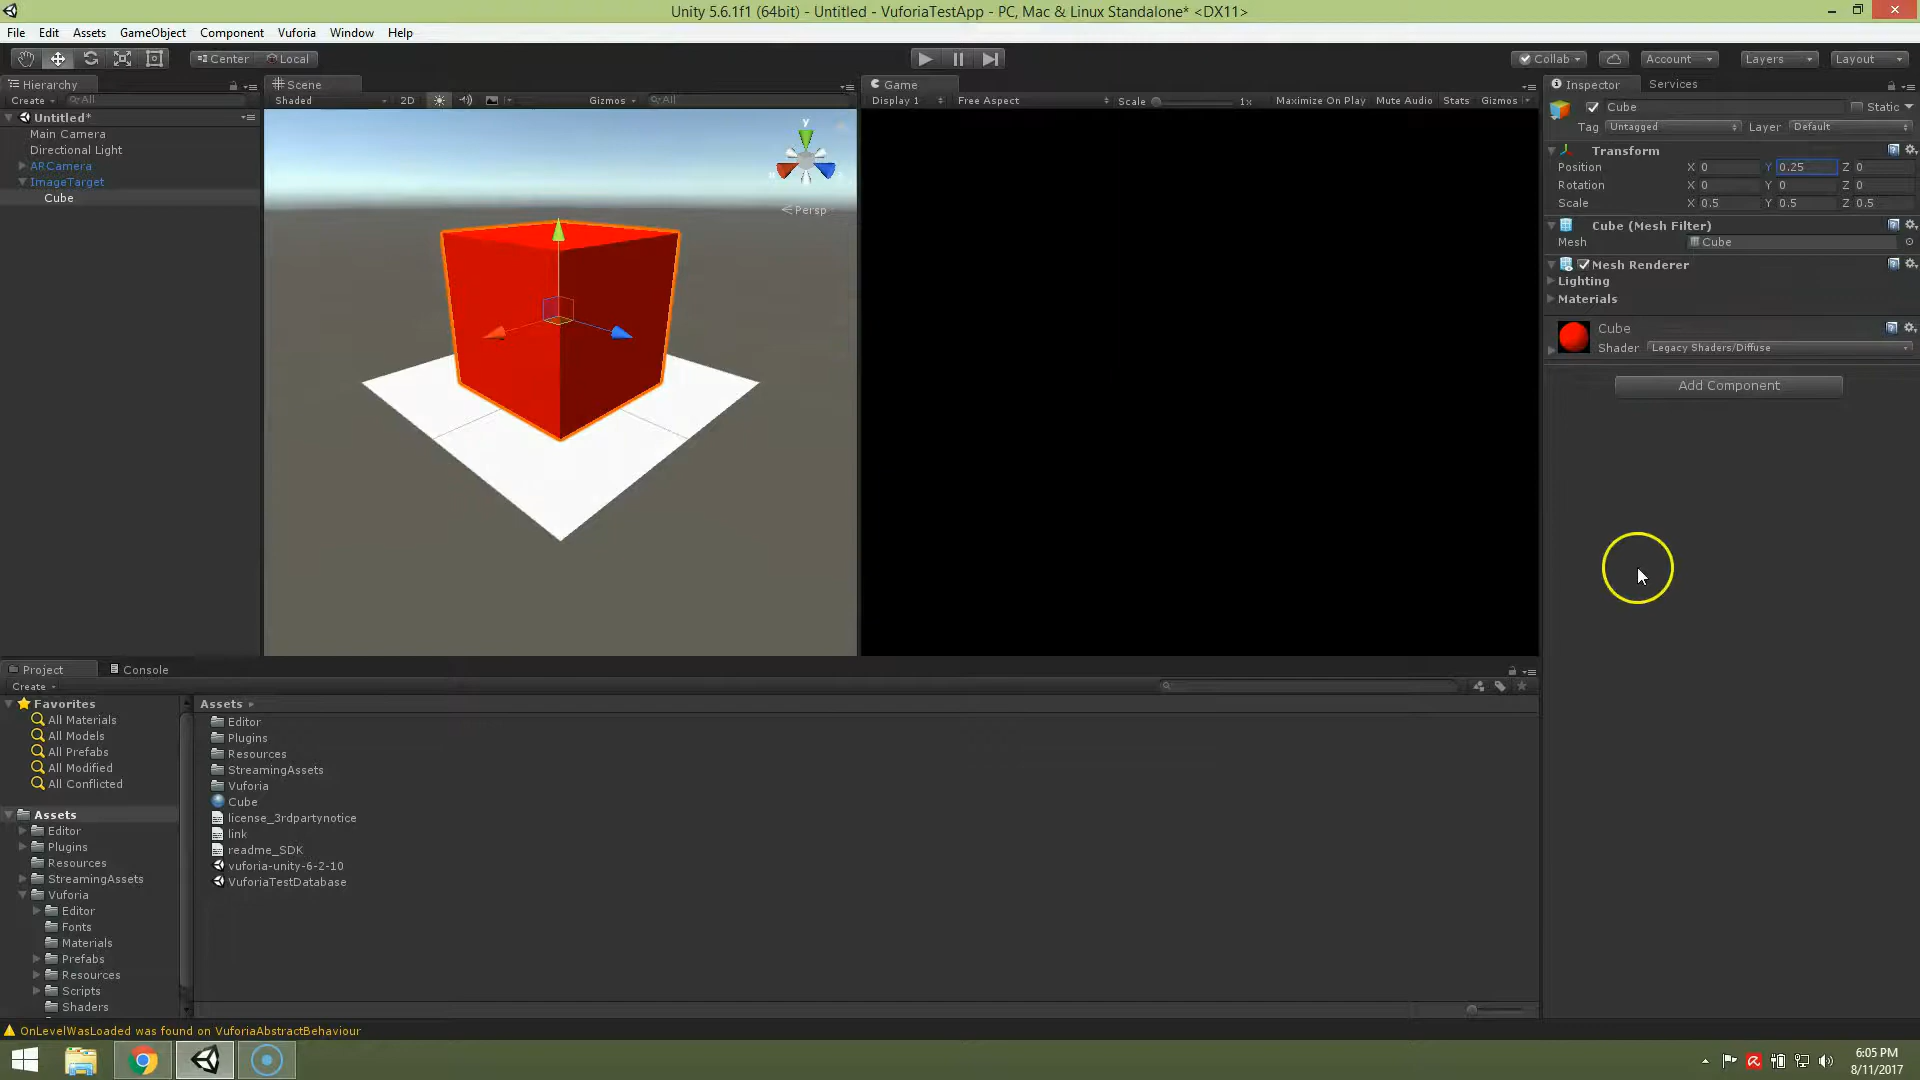 Unity 5.6.1f1 (64bit) - Untitled - VuforiaTestApp - PC, Mac & Linux Standalone* <DX11>
File Edit Assets GameObject Component Vuforia Window Help
Center Local Collab Account Layers Layout
Hierarchy
Create All
Untitled*
Main Camera
Directional Light
ARCamera
ImageTarget
Cube
Scene
Shaded 2D Gizmos All
y
Persp
Game
Display 1 Free Aspect Scale 1x Maximize On Play Mute Audio Stats Gizmos
Inspector Services
Cube Static
Tag Untagged Layer Default
Transform
Position X 0 Y 0.25 Z 0
Rotation X 0 Y 0 Z 0
Scale X 0.5 Y 0.5 Z 0.5
Cube (Mesh Filter)
Mesh Cube
Mesh Renderer
Lighting
Materials
Cube
Shader Legacy Shaders/Diffuse
Add Component
Project Console
Create
Favorites
All Materials
All Models
All Prefabs
All Modified
All Conflicted
Assets
Editor
Plugins
Resources
StreamingAssets
Vuforia
Editor
Fonts
Materials
Prefabs
Resources
Scripts
Shaders
Assets
Editor
Plugins
Resources
StreamingAssets
Vuforia
Cube
license_3rdpartynotice
link
readme_SDK
vuforia-unity-6-2-10
VuforiaTestDatabase
OnLevelWasLoaded was found on VuforiaAbstractBehaviour
6:05 PM
8/11/2017